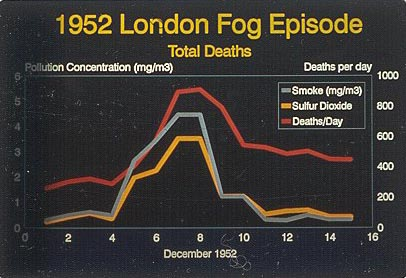 1952 London Fog Episode
Total Deaths
Pollution Concentration (mg/m3) Deaths per day
6 1000
5 800
4 600
3 400
2 200
1 0
0
Smoke (mg/m3)
Sulfur Dioxide
Deaths/Day
0 2 4 6 8 10 12 14 16
December 1952